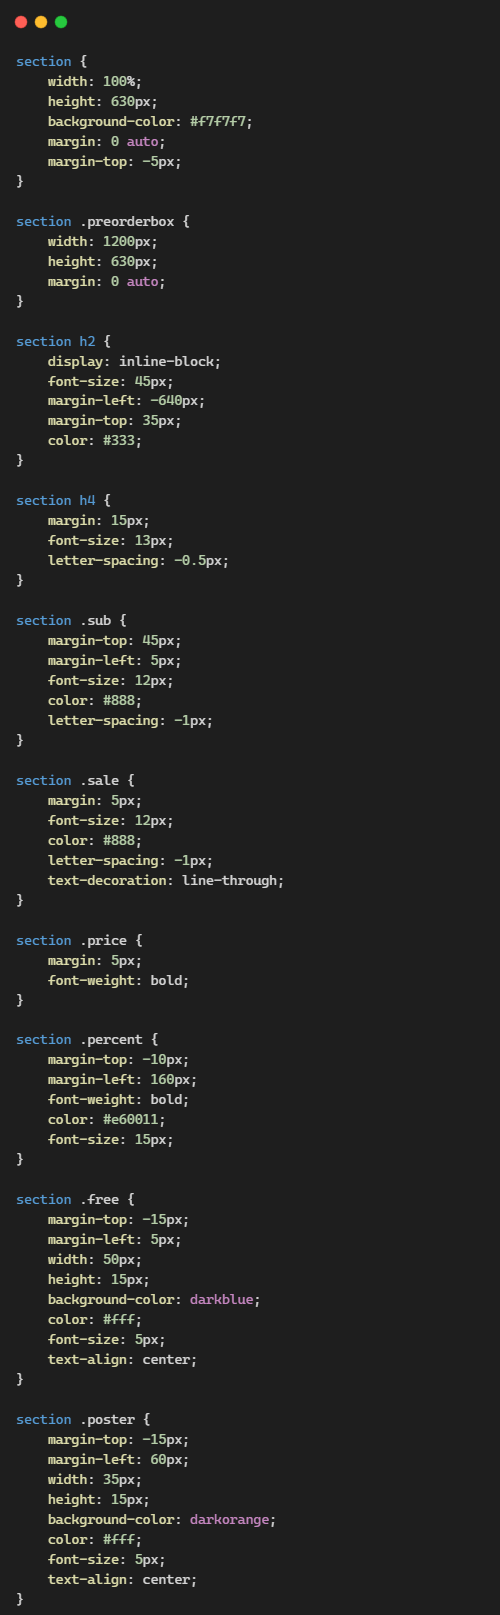 section {
    width: 100%;
    height: 630px;
    background-color: #f7f7f7;
    margin: 0 auto;
    margin-top: -5px;
}

section .preorderbox {
    width: 1200px;
    height: 630px;
    margin: 0 auto;
}

section h2 {
    display: inline-block;
    font-size: 45px;
    margin-left: -640px;
    margin-top: 35px;
    color: #333;
}

section h4 {
    margin: 15px;
    font-size: 13px;
    letter-spacing: -0.5px;
}

section .sub {
    margin-top: 45px;
    margin-left: 5px;
    font-size: 12px;
    color: #888;
    letter-spacing: -1px;
}

section .sale {
    margin: 5px;
    font-size: 12px;
    color: #888;
    letter-spacing: -1px;
    text-decoration: line-through;
}

section .price {
    margin: 5px;
    font-weight: bold;
}

section .percent {
    margin-top: -10px;
    margin-left: 160px;
    font-weight: bold;
    color: #e60011;
    font-size: 15px;
}

section .free {
    margin-top: -15px;
    margin-left: 5px;
    width: 50px;
    height: 15px;
    background-color: darkblue;
    color: #fff;
    font-size: 5px;
    text-align: center;
}

section .poster {
    margin-top: -15px;
    margin-left: 60px;
    width: 35px;
    height: 15px;
    background-color: darkorange;
    color: #fff;
    font-size: 5px;
    text-align: center;
}